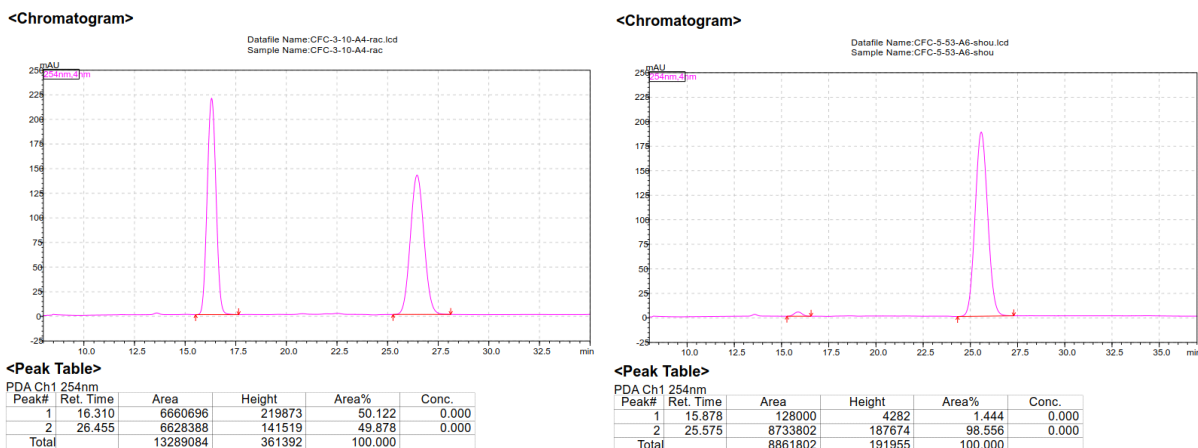 <Chromatogram>
Datafile Name:CFC-3-10-A4-rac.lcd
Sample Name:CFC-3-10-A4-rac
mAU
250
254nm,4nm
225
200
175
150
125
100
75
50
25
0
-25
10.0 12.5 15.0 17.5 20.0 22.5 25.0 27.5 30.0 32.5 min
<Peak Table>
PDA Ch1 254nm
Peak# Ret. Time Area Height Area% Conc.
1 16.310 6660696 219873 50.122 0.000
2 26.455 6628388 141519 49.878 0.000
Total 13289084 361392 100.000
<Chromatogram>
Datafile Name:CFC-5-53-A6-shou.lcd
Sample Name:CFC-5-53-A6-shou
mAU
250
254nm,4nm
225
200
175
150
125
100
75
50
25
0
-25
10.0 12.5 15.0 17.5 20.0 22.5 25.0 27.5 30.0 32.5 35.0 min
<Peak Table>
PDA Ch1 254nm
Peak# Ret. Time Area Height Area% Conc.
1 15.878 128000 4282 1.444 0.000
2 25.575 8733802 187674 98.556 0.000
Total 8861802 191955 100.000